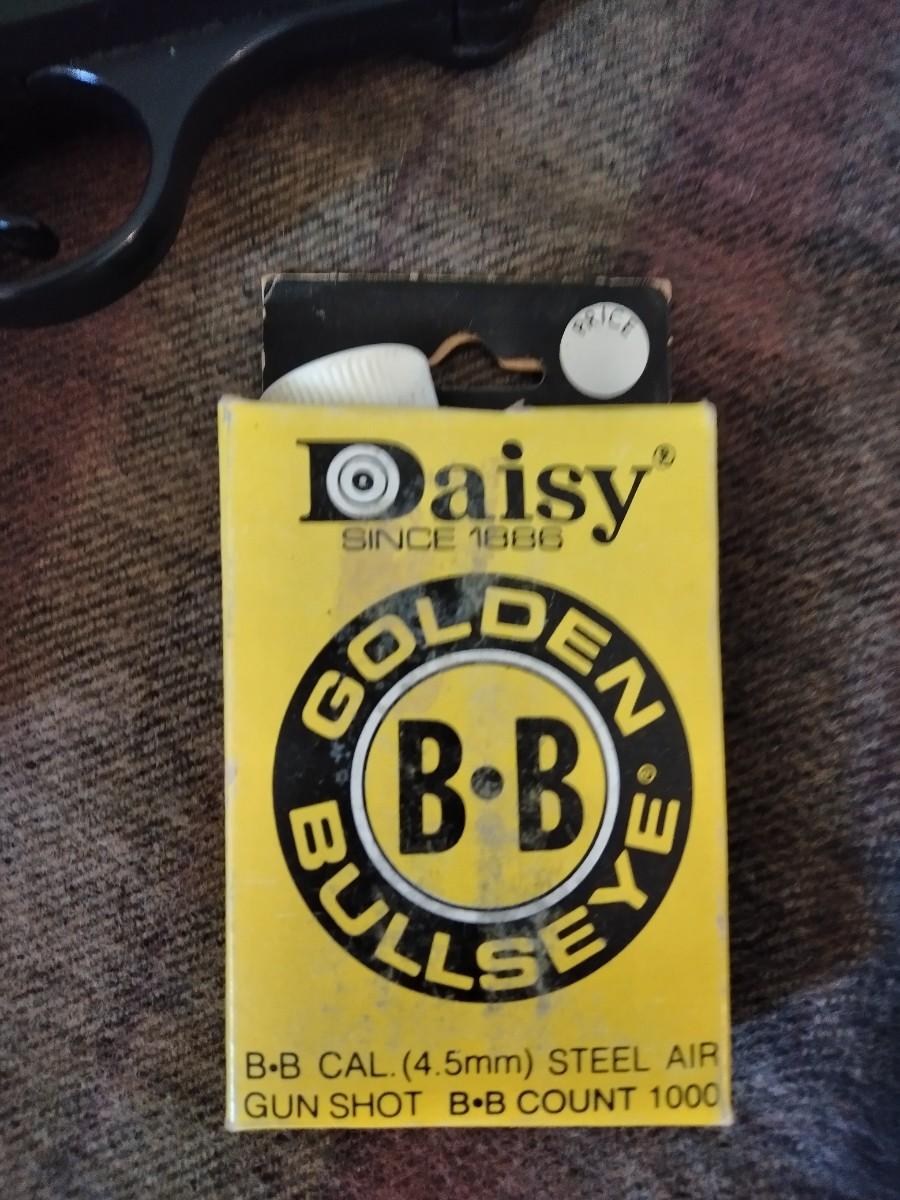 PRICE
Daisy®
SINCE 1886
GOLDEN
B•B
BULLSEYE®
B•B CAL.(4.5mm) STEEL AIR
GUN SHOT B•B COUNT 1000